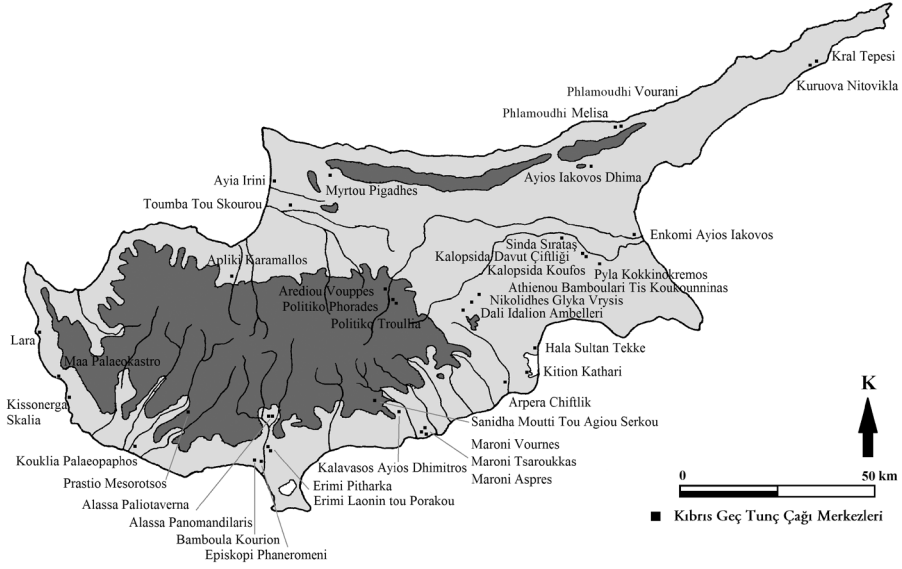 Kral Tepesi
Kuruova Nitovikla
Phlamoudhi Vourani
Phlamoudhi Melisa
Ayios Iakovos Dhima
Ayia Irini
Myrtou Pigadhes
Toumba Tou Skourou
Enkomi Ayios Iakovos
Sinda Sırataş
Kalopsida Davut Çiftliği
Kalopsida Koufos
Pyla Kokkinokremos
Apliki Karamallos
Athienou Bamboulari Tis Koukounninas
Arediou Vouppes
Nikolidhes Glyka Vrysis
Politiko Phorades
Dali Idalion Ambelleri
Politiko Troullia
Lara
Hala Sultan Tekke
Maa Palaeokastro
Kition Kathari
K
Kissonerga
Skalia
Arpera Chiftlik
Sanidha Moutti Tou Agiou Serkou
Maroni Vournes
Kouklia Palaeopaphos
Kalavasos Ayios Dhimitros
Maroni Tsaroukkas
Maroni Aspres
Prastio Mesorotsos
Erimi Pitharka
Erimi Laonin tou Porakou
Alassa Paliotaverna
Alassa Panomandilaris
Bamboula Kourion
Episkopi Phaneromeni
0 50 km
Kıbrıs Geç Tunç Çağı Merkezleri